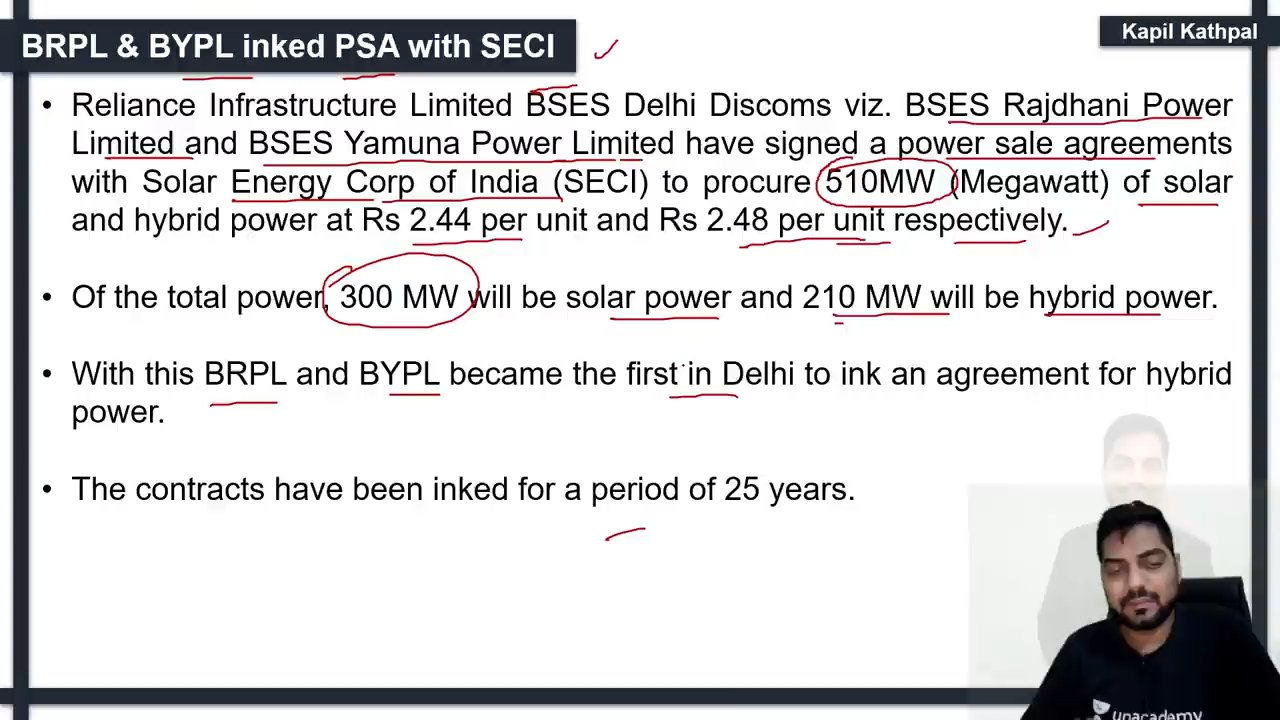 BRPL & BYPL inked PSA with SECI
Kapil Kathpal
• Reliance Infrastructure Limited BSES Delhi Discoms viz. BSES Rajdhani Power
Limited and BSES Yamuna Power Limited have signed a power sale agreements
with Solar Energy Corp of India (SECI) to procure 510MW (Megawatt) of solar
and hybrid power at Rs 2.44 per unit and Rs 2.48 per unit respectively.
• Of the total power, 300 MW will be solar power and 210 MW will be hybrid power.
• With this BRPL and BYPL became the first in Delhi to ink an agreement for hybrid
power.
• The contracts have been inked for a period of 25 years.
unacademy